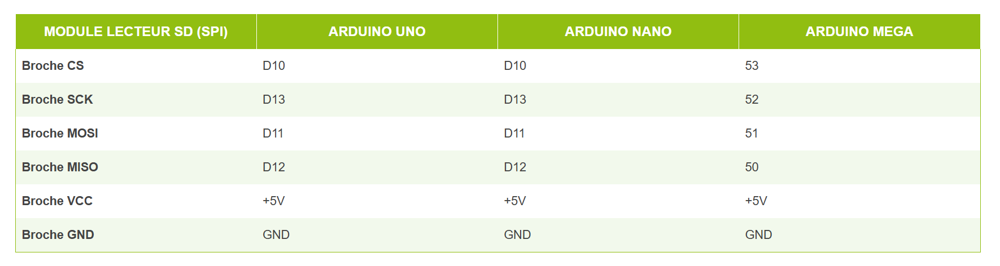 MODULE LECTEUR SD (SPI) ARDUINO UNO ARDUINO NANO ARDUINO MEGA
Broche CS D10 D10 53
Broche SCK D13 D13 52
Broche MOSI D11 D11 51
Broche MISO D12 D12 50
Broche VCC +5V +5V +5V
Broche GND GND GND GND